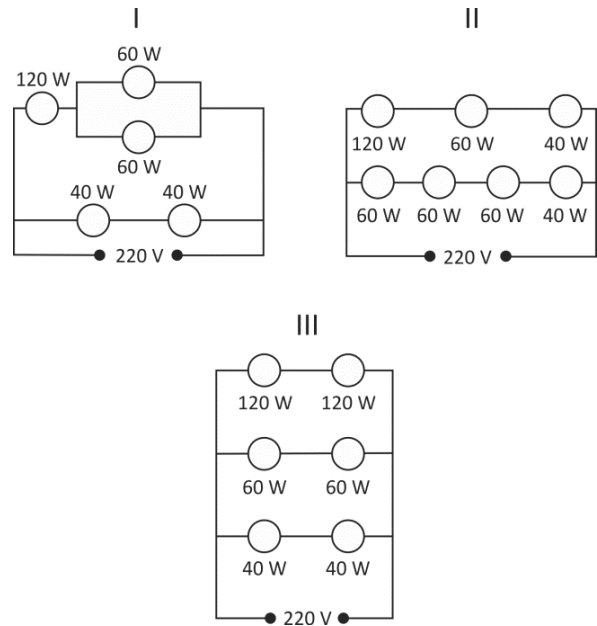 I
60 W
120 W
60 W
40 W 40 W
220 V
II
120 W 60 W 40 W
60 W 60 W 60 W 40 W
220 V
III
120 W 120 W
60 W 60 W
40 W 40 W
220 V